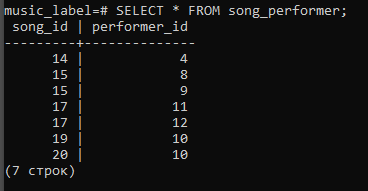 music_label=# SELECT * FROM song_performer;
song_id | performer_id
---------+--------------
14 | 4
15 | 8
15 | 9
17 | 11
17 | 12
19 | 10
20 | 10
(7 строк)